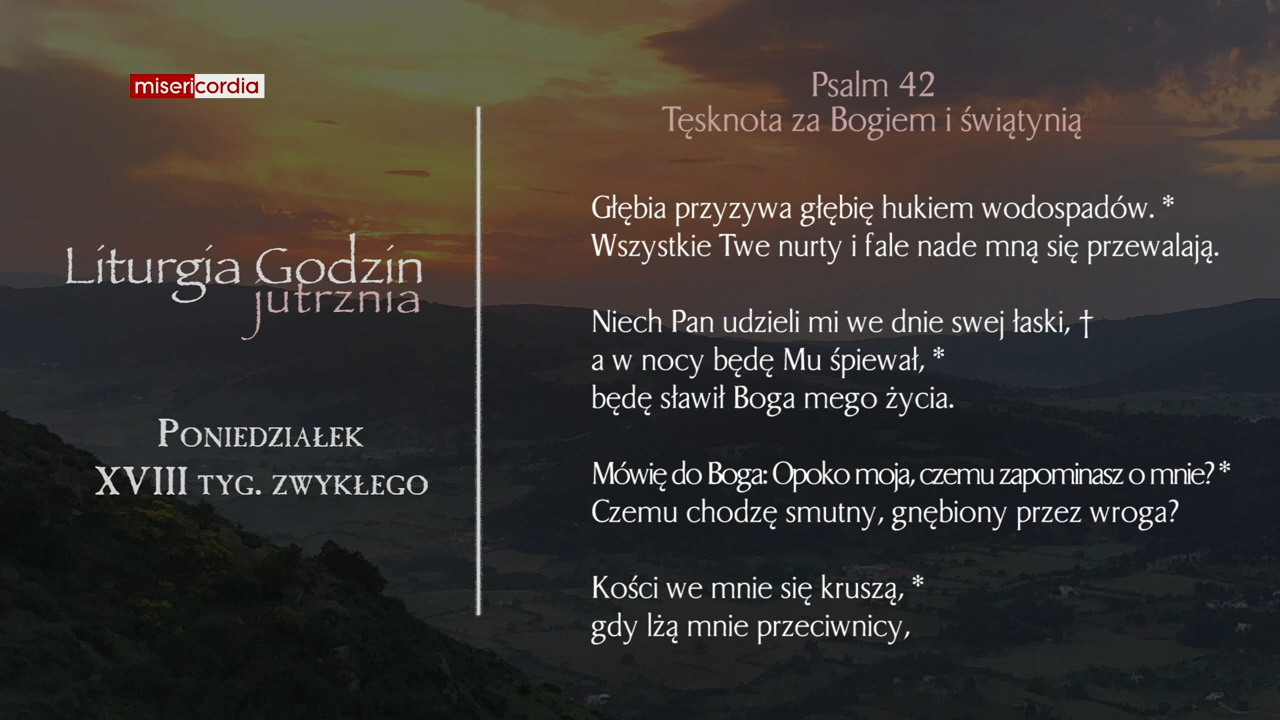 misericordia
Liturgia Godzin
jutrznia
Poniedziałek
XVIII tyg. zwykłego
Psalm 42
Tęsknota za Bogiem i świątynią
Głębia przyzywa głębię hukiem wodospadów. *
Wszystkie Twe nurty i fale nade mną się przewalają.
Niech Pan udzieli mi we dnie swej łaski, †
a w nocy będę Mu śpiewał, *
będę sławił Boga mego życia.
Mówię do Boga: Opoko moja, czemu zapominasz o mnie? *
Czemu chodzę smutny, gnębiony przez wroga?
Kości we mnie się kruszą, *
gdy lżą mnie przeciwnicy,